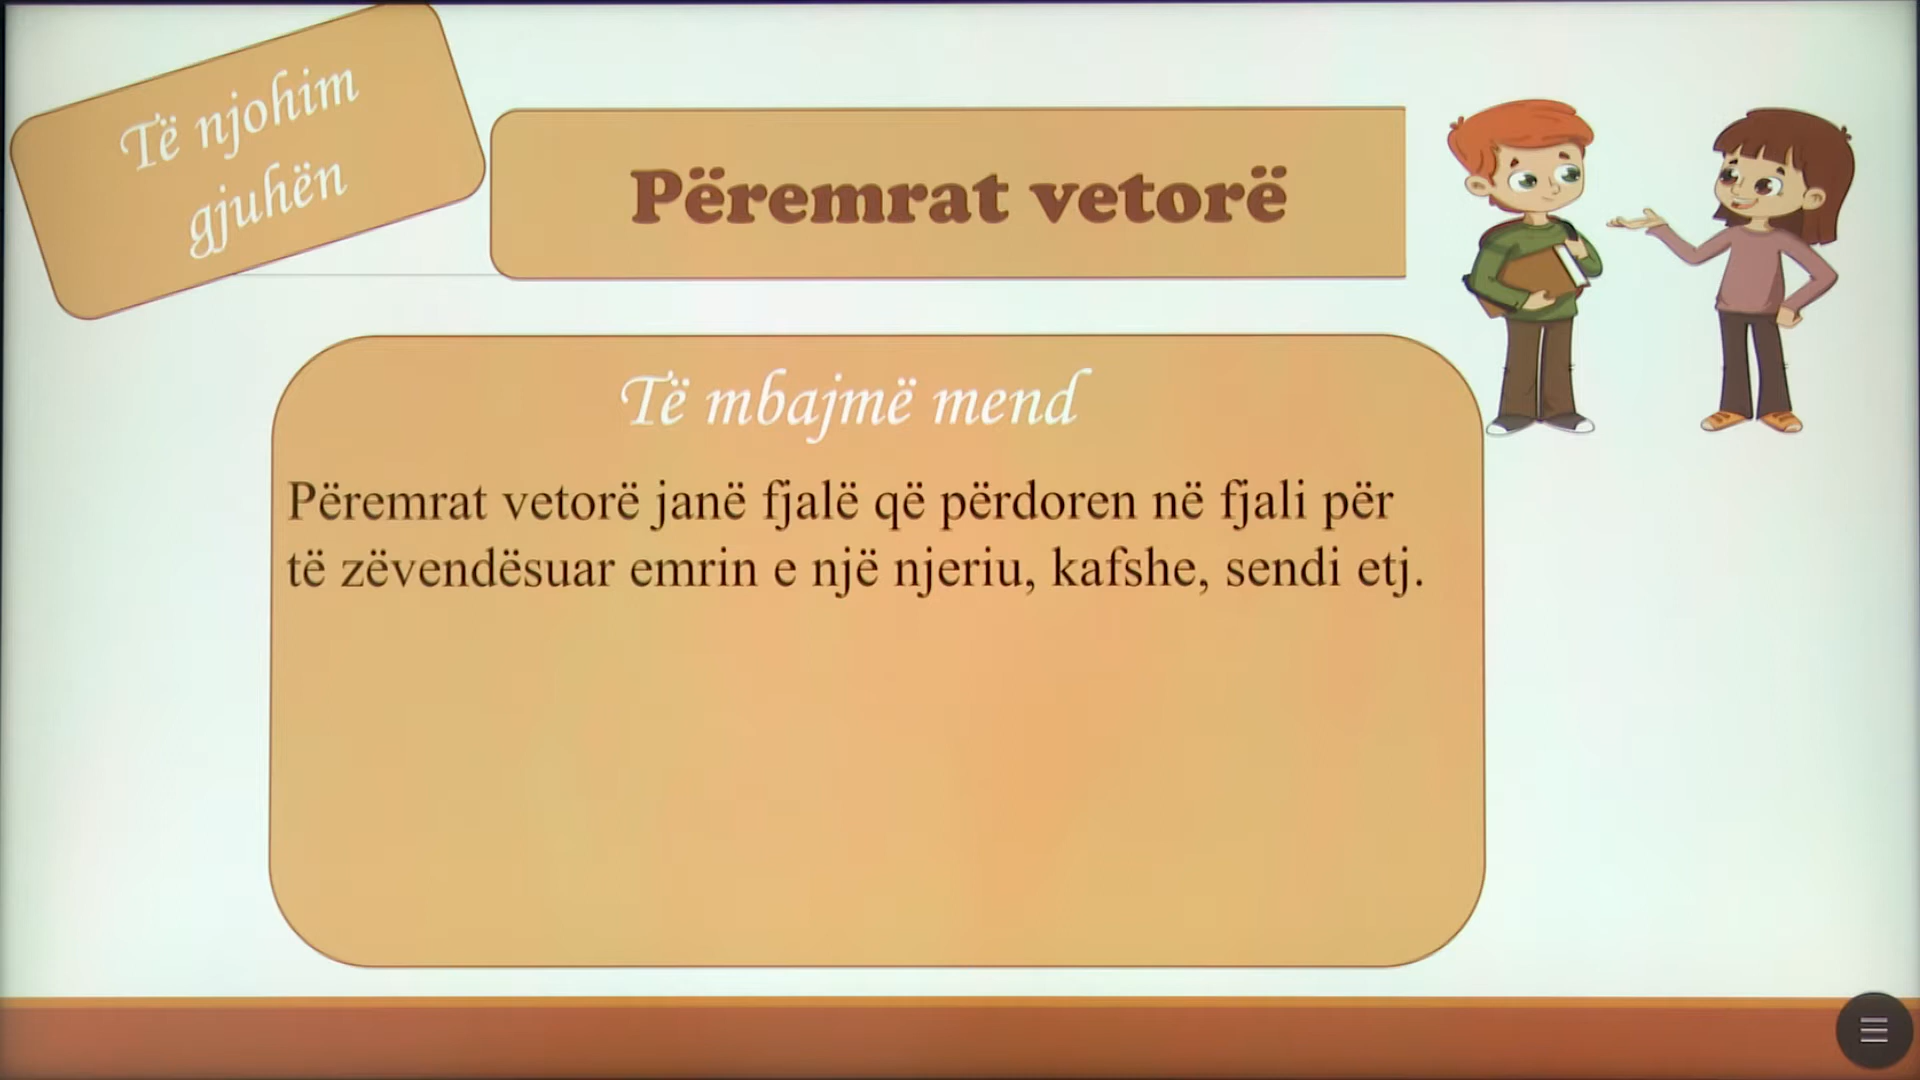 Të njohim
gjuhën
Përemrat vetorë
Të mbajmë mend
Përemrat vetorë janë fjalë që përdoren në fjali për
të zëvendësuar emrin e një njeriu, kafshe, sendi etj.